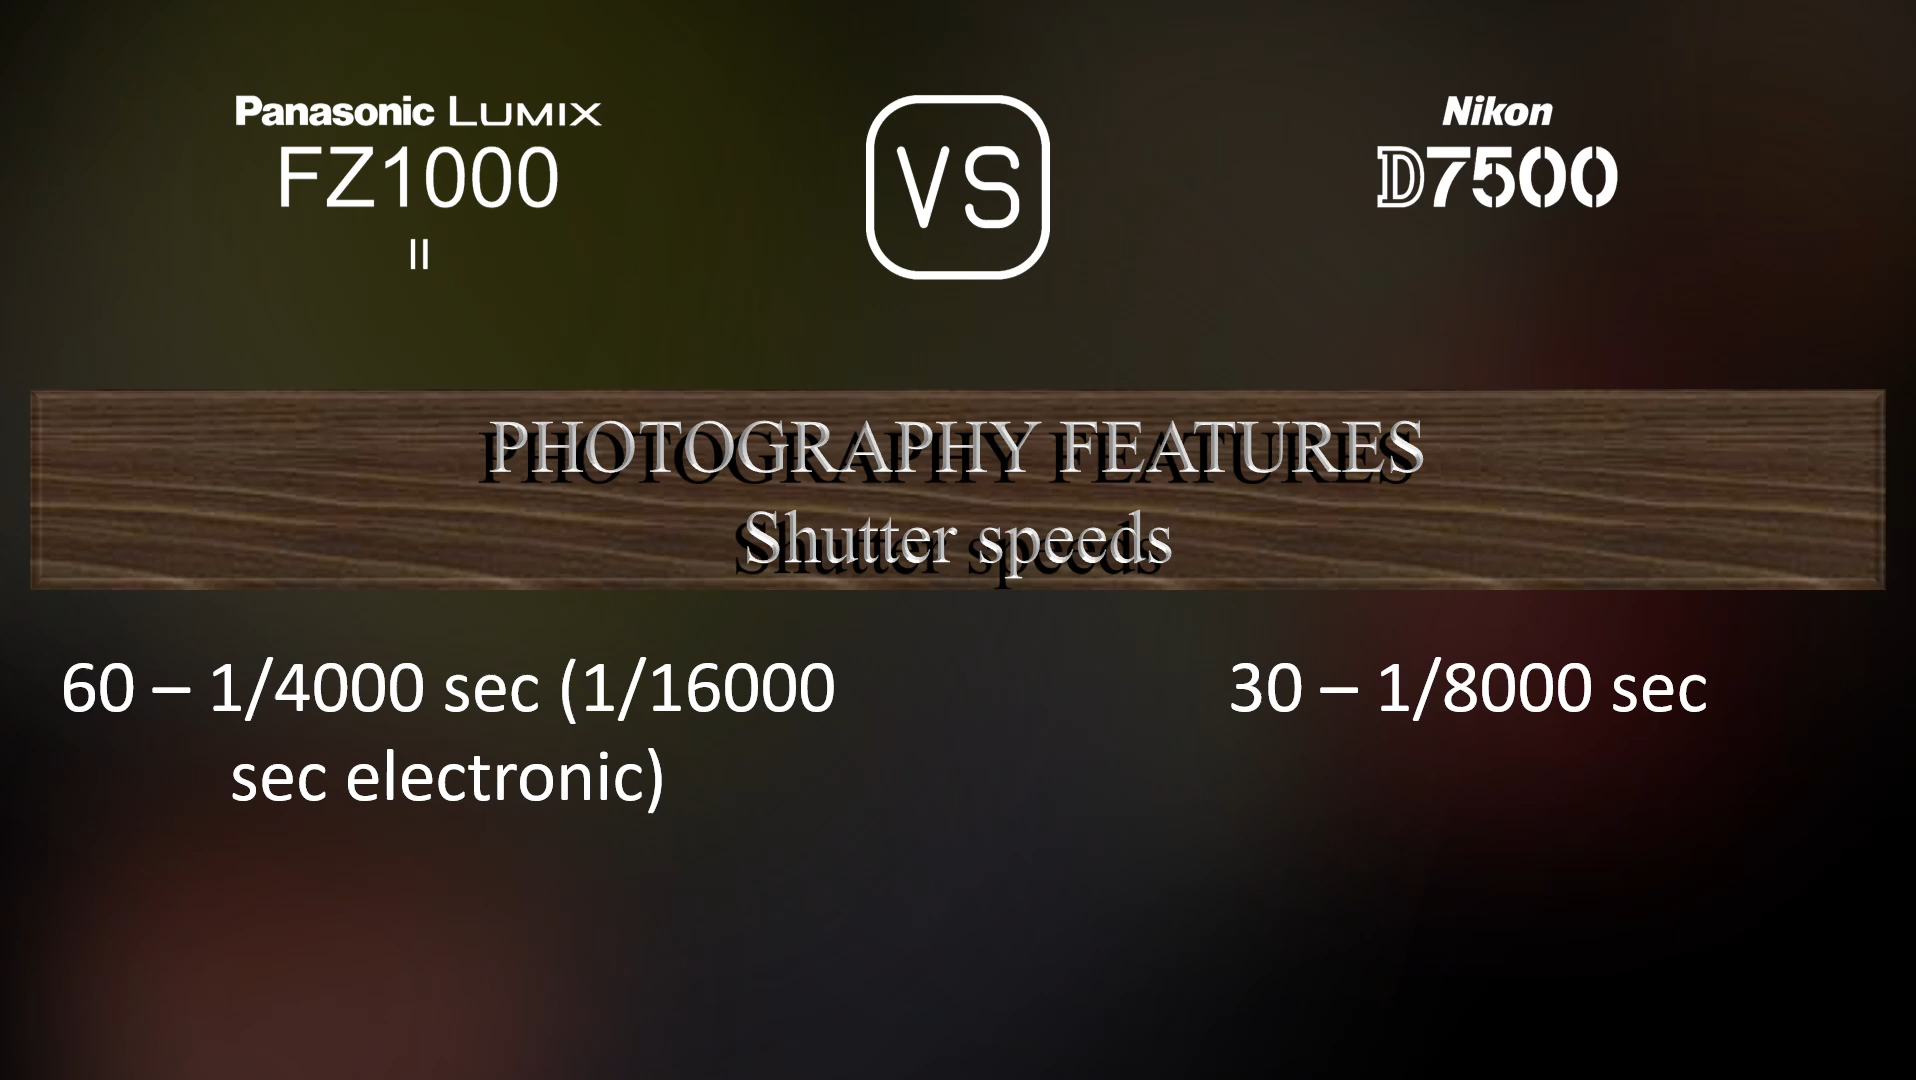 Panasonic LUMIX
FZ1000
II
VS
Nikon
D7500
PHOTOGRAPHY FEATURES
Shutter speeds
60 – 1/4000 sec (1/16000
sec electronic)
30 – 1/8000 sec